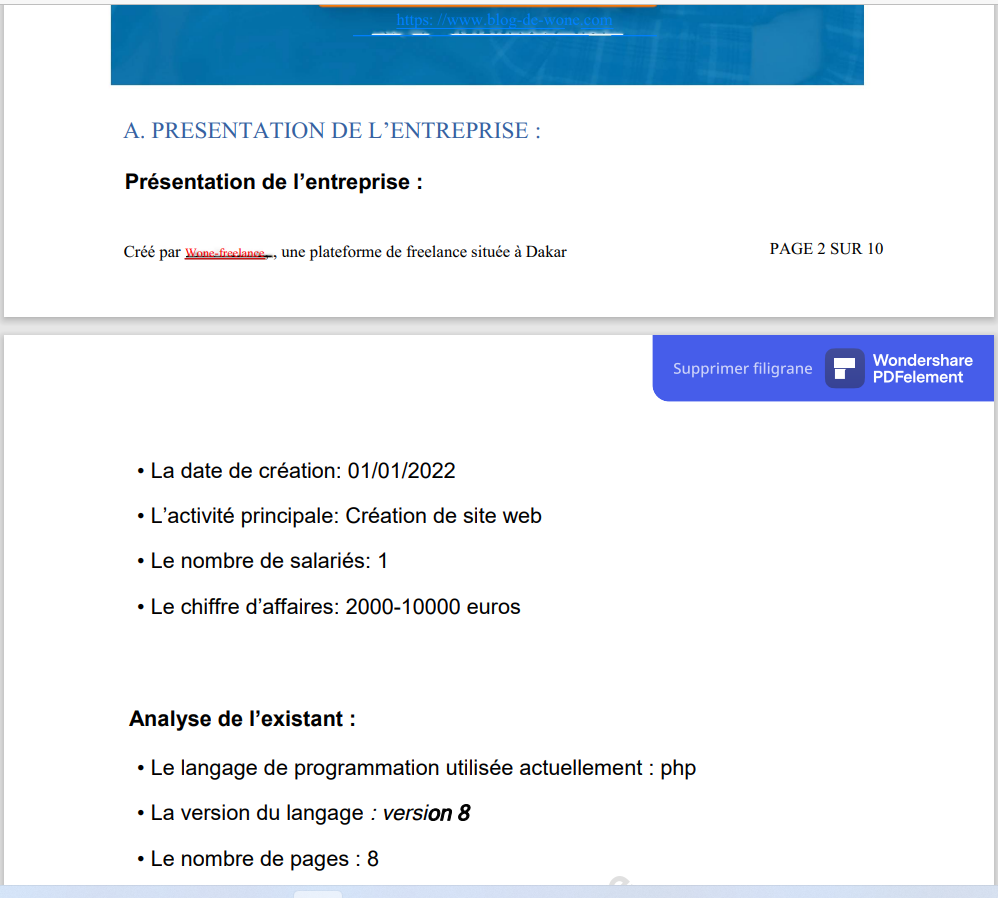 https://www.blog-de-wone.com
A. PRESENTATION DE L’ENTREPRISE :
Présentation de l’entreprise :
Créé par Wone-freelance, , une plateforme de freelance située à Dakar
PAGE 2 SUR 10
Supprimer filigrane
Wondershare
PDFelement
• La date de création: 01/01/2022
• L’activité principale: Création de site web
• Le nombre de salariés: 1
• Le chiffre d’affaires: 2000-10000 euros
Analyse de l’existant :
• Le langage de programmation utilisée actuellement : php
• La version du langage : version 8
• Le nombre de pages : 8